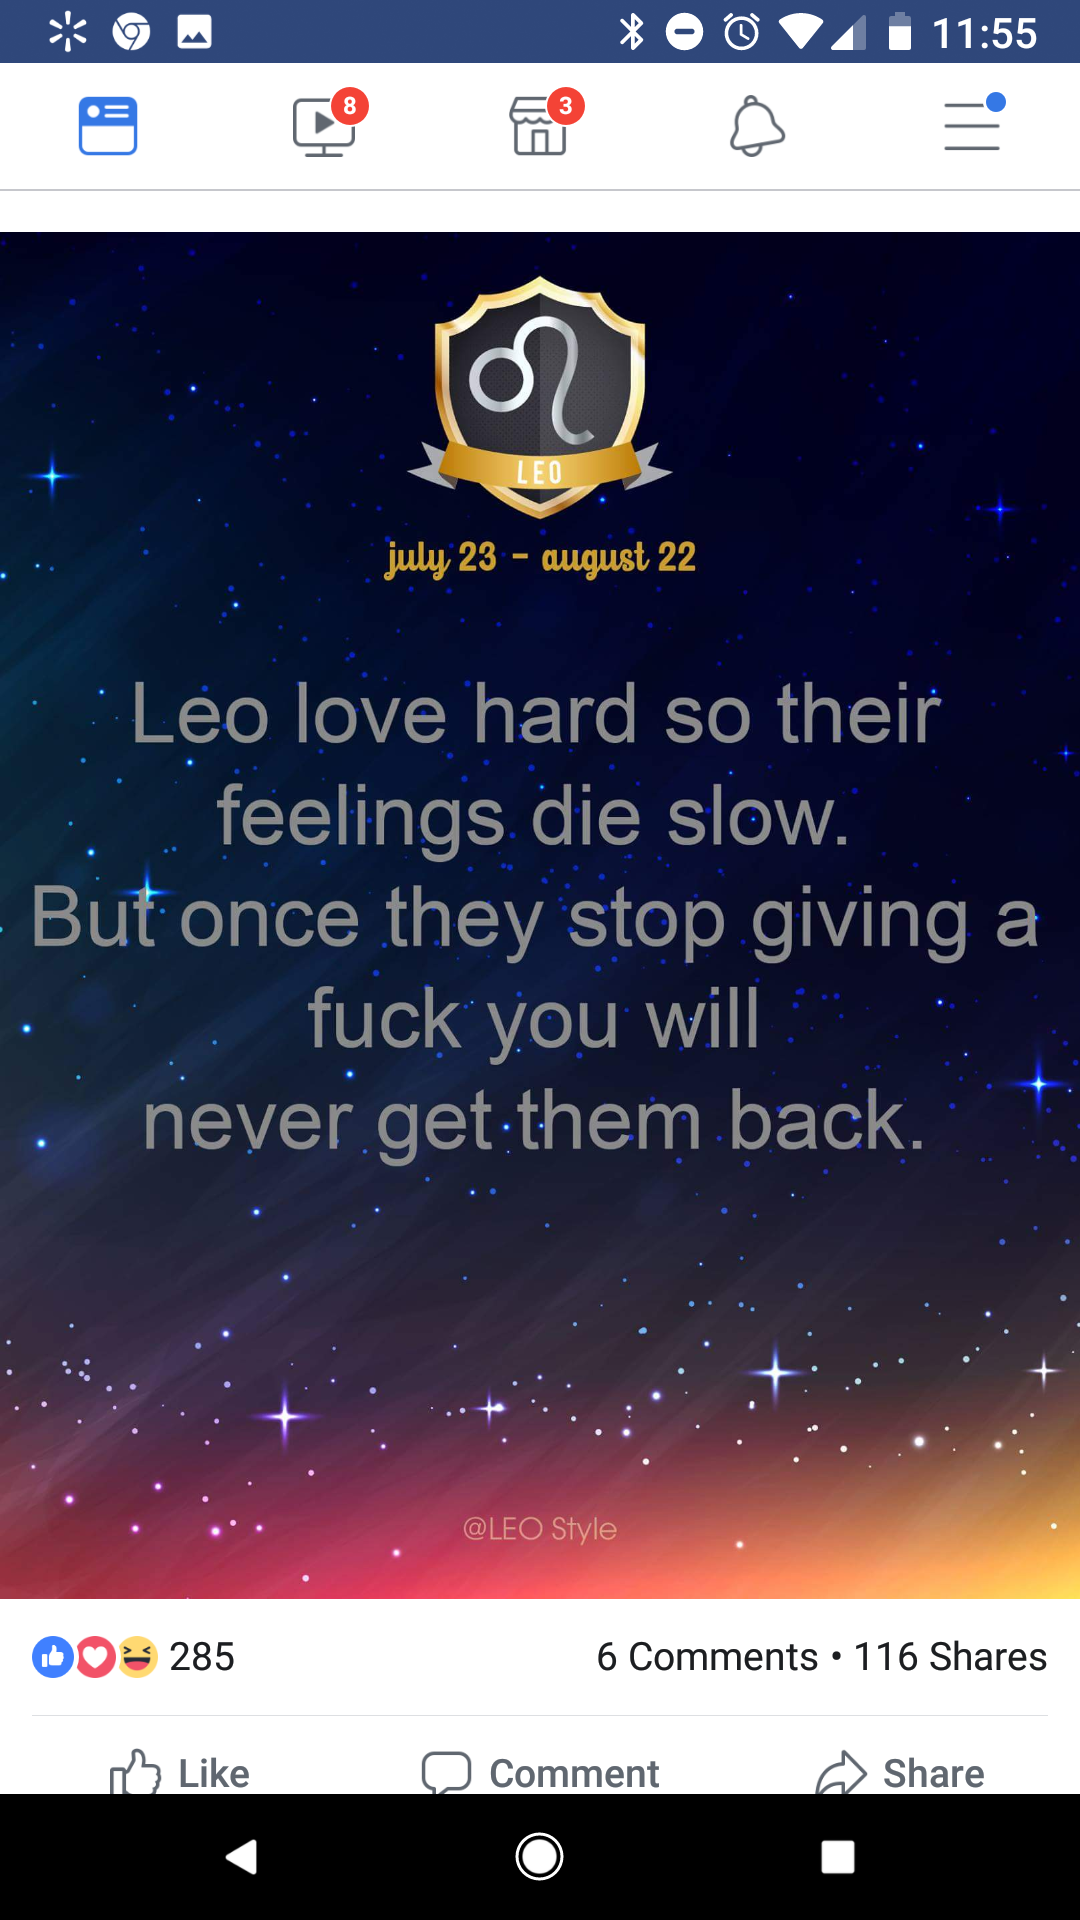 11:55
8
3
LEO
july 23 - august 22
Leo love hard so their
feelings die slow.
But once they stop giving a
fuck you will
never get them back.
@LEO Style
285
6 Comments • 116 Shares
Like
Comment
Share